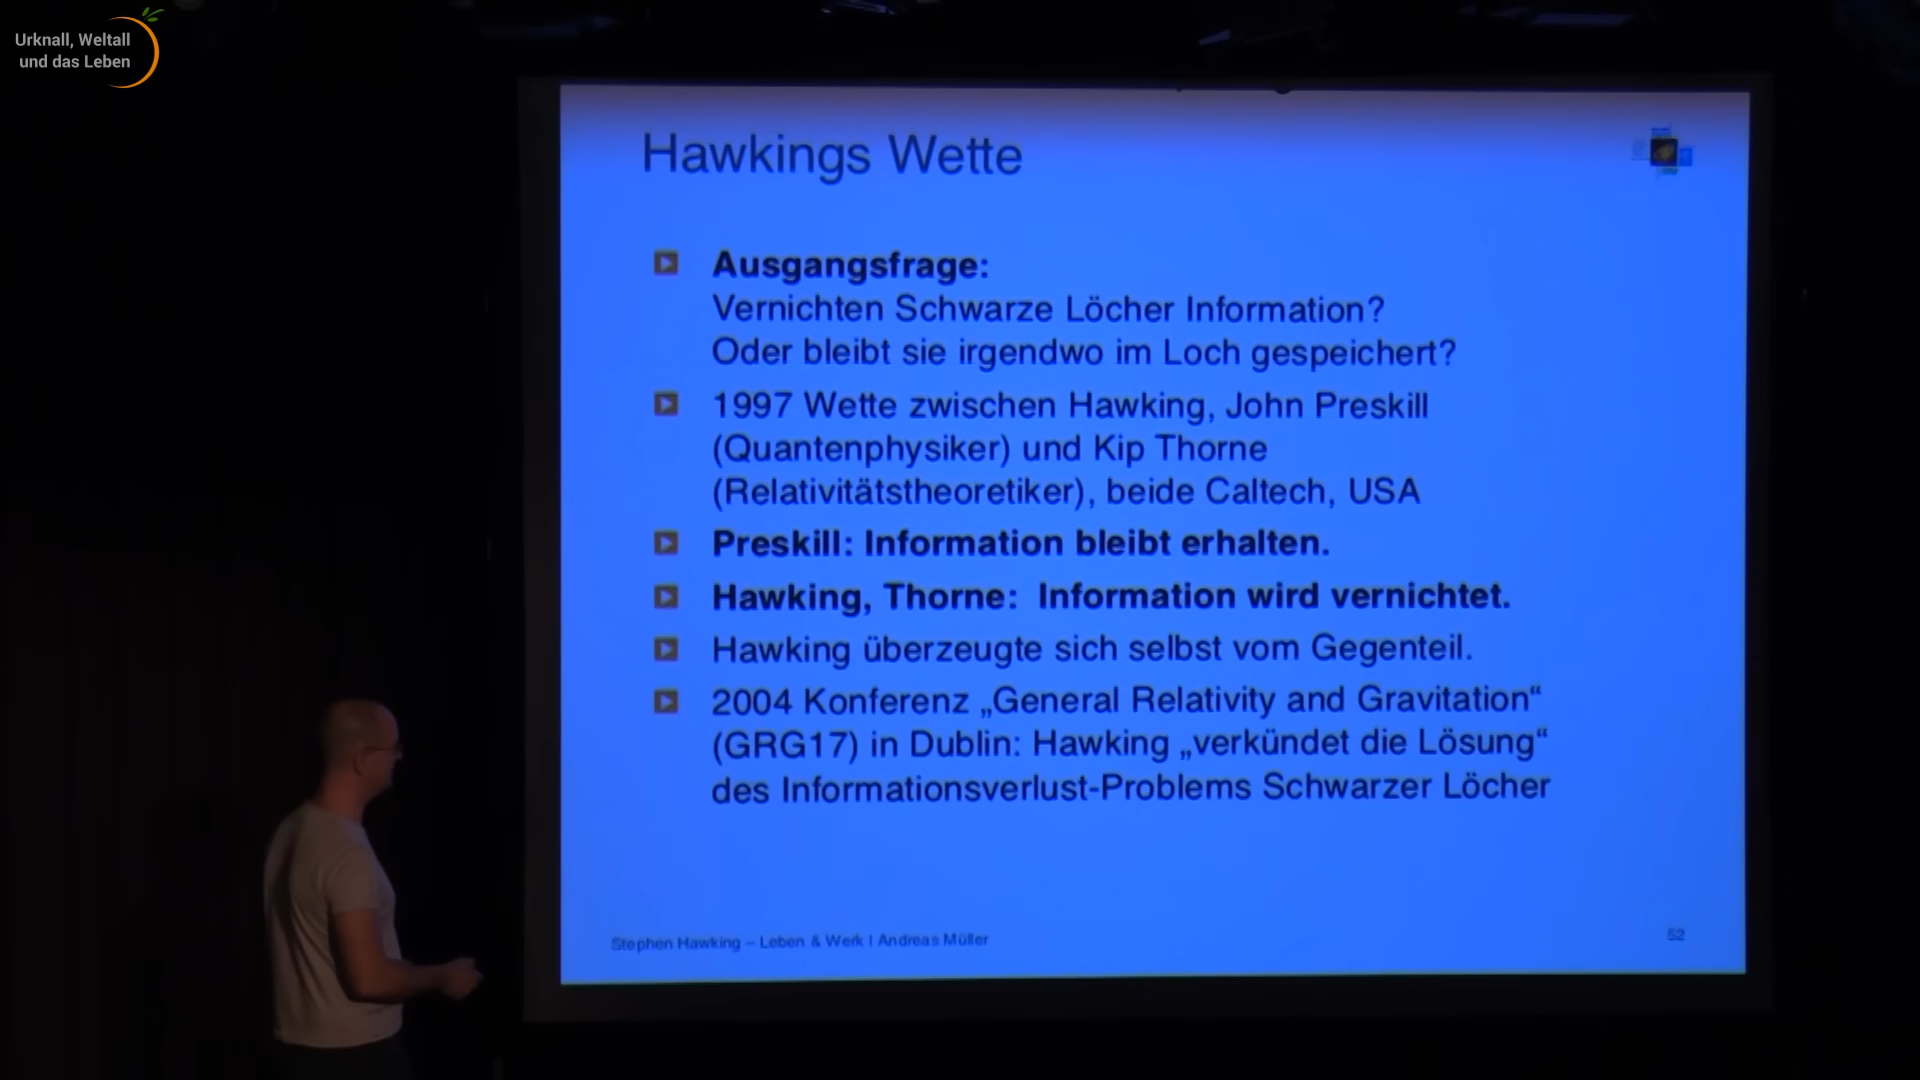 Urknall, Weltall
und das Leben
Hawkings Wette
Ausgangsfrage:
Vernichten Schwarze Löcher Information?
Oder bleibt sie irgendwo im Loch gespeichert?
1997 Wette zwischen Hawking, John Preskill
(Quantenphysiker) und Kip Thorne
(Relativitätstheoretiker), beide Caltech, USA
Preskill: Information bleibt erhalten.
Hawking, Thorne: Information wird vernichtet.
Hawking überzeugte sich selbst vom Gegenteil.
2004 Konferenz „General Relativity and Gravitation“
(GRG17) in Dublin: Hawking „verkündet die Lösung“
des Informationsverlust-Problems Schwarzer Löcher
Stephen Hawking – Leben & Werk | Andreas Müller
52